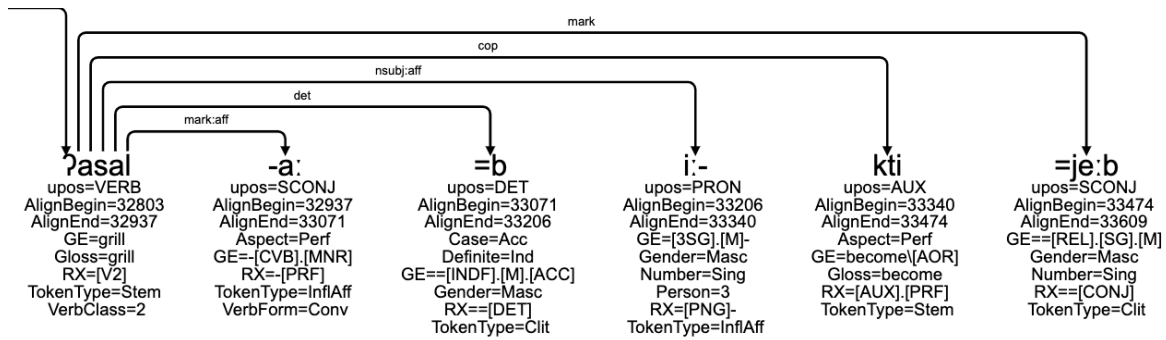 mark
cop
nsubj:aff
det
mark:aff
ʔasal -aː =b iː- kti =jeːb
upos=VERB upos=SCONJ upos=DET upos=PRON upos=AUX upos=SCONJ
AlignBegin=32803 AlignBegin=32937 AlignBegin=33071 AlignBegin=33206 AlignBegin=33340 AlignBegin=33474
AlignEnd=32937 AlignEnd=33071 AlignEnd=33206 AlignEnd=33340 AlignEnd=33474 AlignEnd=33609
GE=grill Aspect=Perf Case=Acc GE=[3SG].[M]- Aspect=Perf GE==[REL].[SG].[M]
Gloss=grill GE=-[CVB].[MNR] Definite=Ind Gender=Masc GE=become\[AOR] Gender=Masc
RX=[V2] RX=-[PRF] GE==[INDF].[M].[ACC] Number=Sing Gloss=become Number=Sing
TokenType=Stem TokenType=InflAff Gender=Masc Person=3 RX=[AUX].[PRF] RX==[CONJ]
VerbClass=2 VerbForm=Conv RX==[DET] RX=[PNG]- TokenType=Stem TokenType=Clit
TokenType=Clit TokenType=InflAff